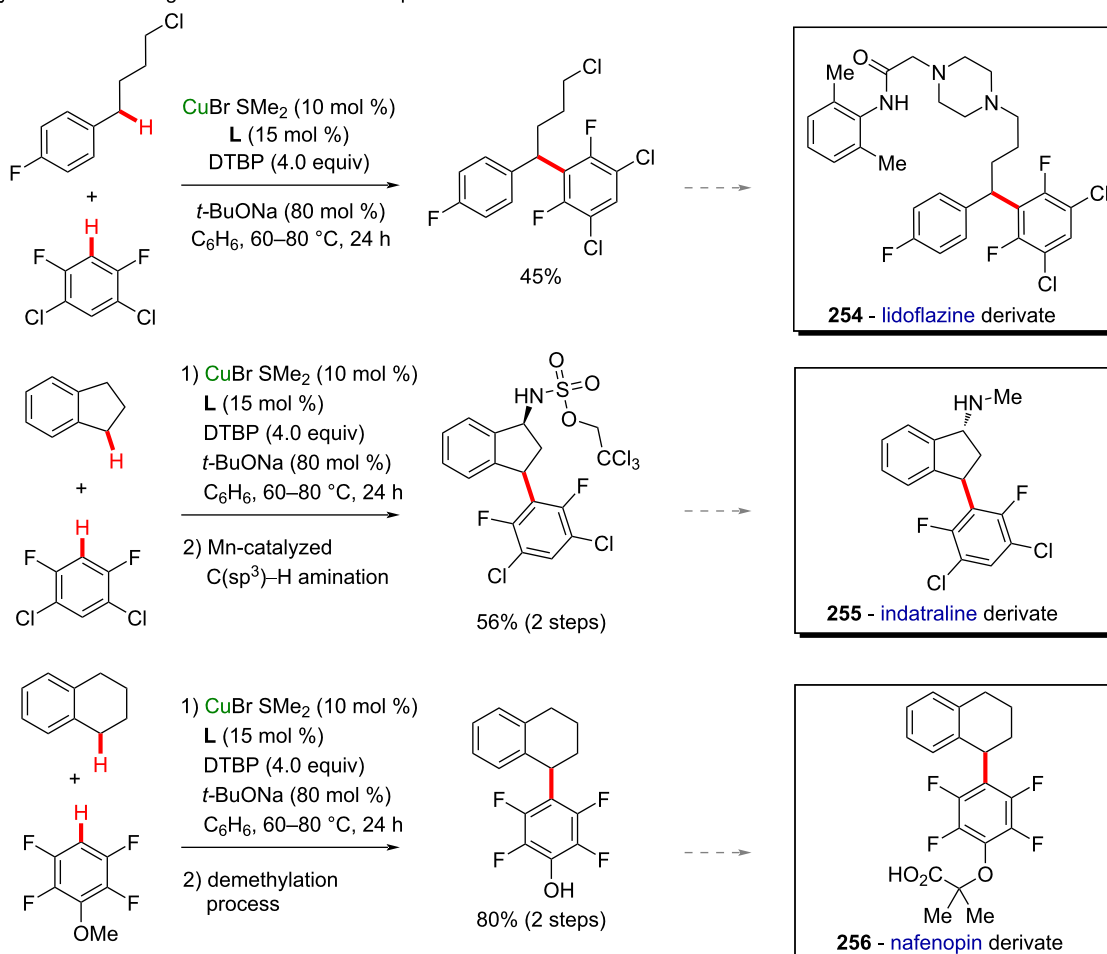 Cl
H
F
+
H
F
F
Cl
Cl
CuBr SMe2 (10 mol %)
L (15 mol %)
DTBP (4.0 equiv)
t-BuONa (80 mol %)
C6H6, 60–80 °C, 24 h
Cl
F
Cl
F
F
Cl
45%
O
Me
N
NH
N
Me
F
Cl
F
F
Cl
254 - lidoflazine derivate
H
+
H
F
F
Cl
Cl
1) CuBr SMe2 (10 mol %)
L (15 mol %)
DTBP (4.0 equiv)
t-BuONa (80 mol %)
C6H6, 60–80 °C, 24 h
2) Mn-catalyzed
C(sp3)–H amination
O
HN
S
O
O
CCl3
F
F
Cl
Cl
56% (2 steps)
HN
Me
F
F
Cl
Cl
255 - indatraline derivate
H
+
H
F
F
F
F
OMe
1) CuBr SMe2 (10 mol %)
L (15 mol %)
DTBP (4.0 equiv)
t-BuONa (80 mol %)
C6H6, 60–80 °C, 24 h
2) demethylation
process
F
F
F
F
OH
80% (2 steps)
F
F
F
F
HO2C
O
Me Me
256 - nafenopin derivate